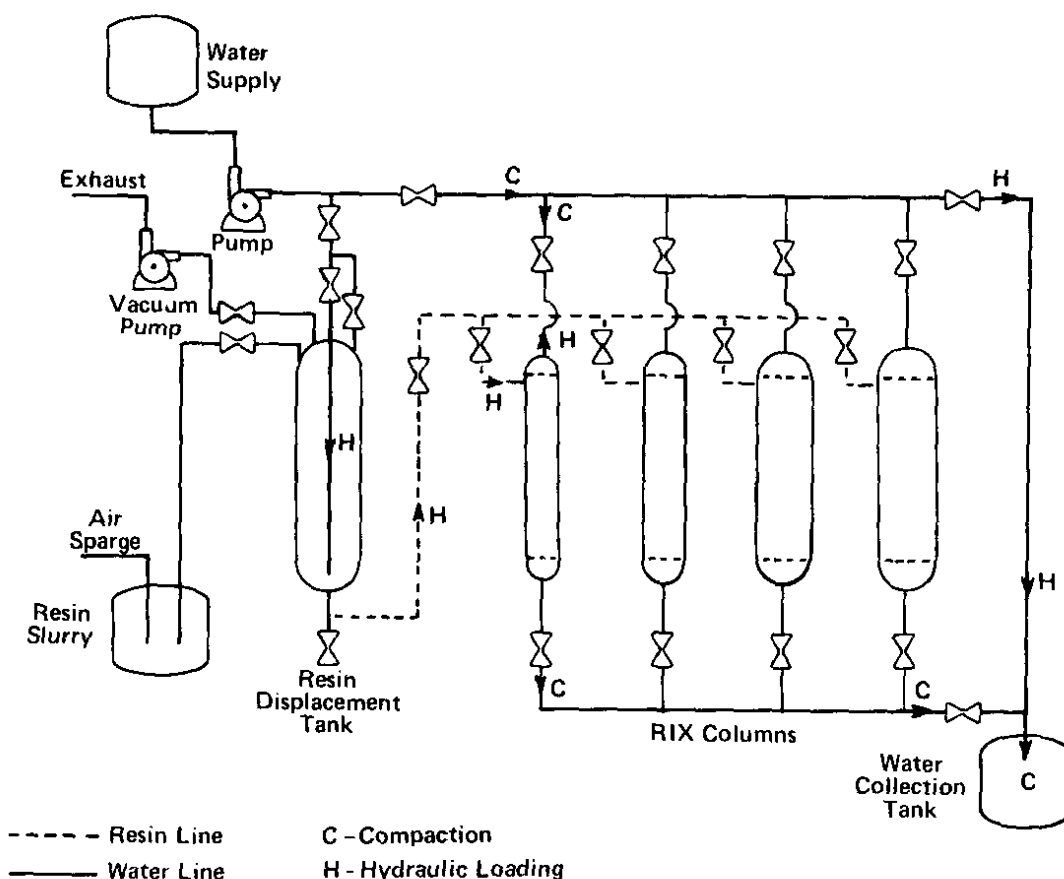 Water
Supply
Exhaust
Pump
Vacuum
Pump
C
C
H
H
H
H
H
H
Air
Sparge
Resin
Slurry
Resin
Displacement
Tank
C
C
RIX Columns
Water
Collection
Tank
C
Resin Line
C - Compaction
Water Line
H - Hydraulic Loading